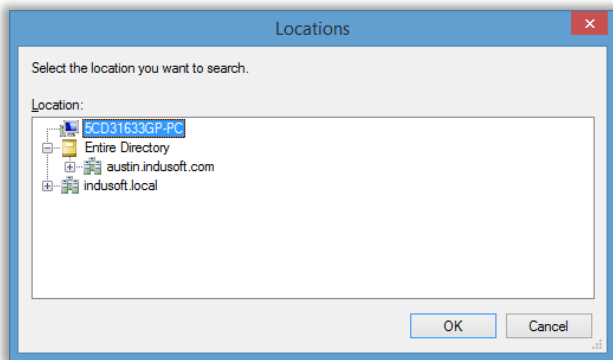 Locations
Select the location you want to search.
Location:
5CD31633GP-PC
Entire Directory
austin.indusoft.com
indusoft.local
OK
Cancel